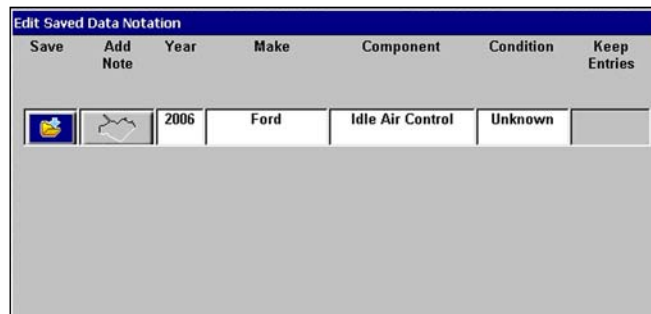 Edit Saved Data Notation
Save Add Note Year Make Component Condition Keep Entries
2006 Ford Idle Air Control Unknown